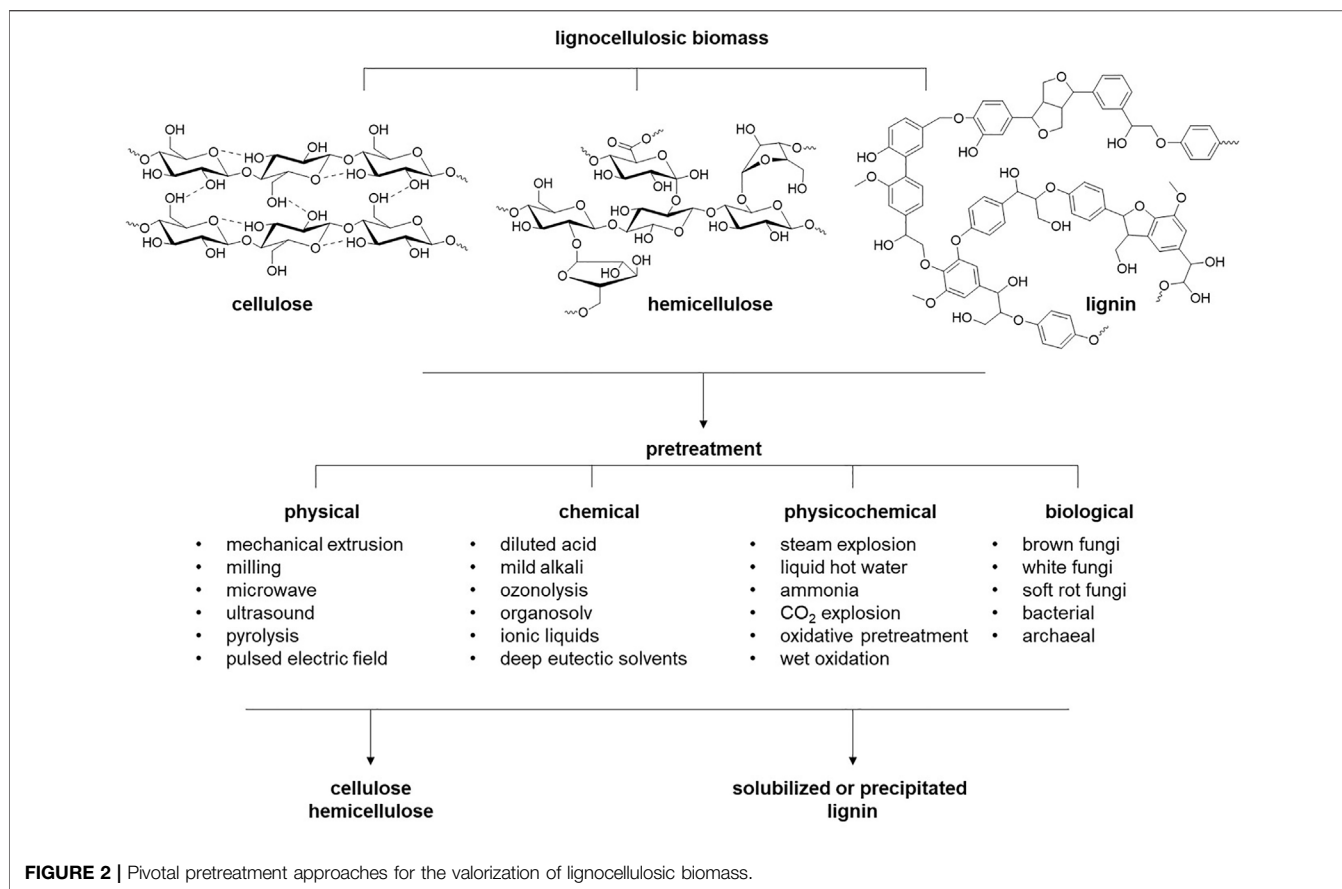 lignocellulosic biomass
cellulose
hemicellulose
lignin
pretreatment
physical
• mechanical extrusion
• milling
• microwave
• ultrasound
• pyrolysis
• pulsed electric field
chemical
• diluted acid
• mild alkali
• ozonolysis
• organosolv
• ionic liquids
• deep eutectic solvents
physicochemical
• steam explosion
• liquid hot water
• ammonia
• CO₂ explosion
• oxidative pretreatment
• wet oxidation
biological
• brown fungi
• white fungi
• soft rot fungi
• bacterial
• archaeal
cellulose
hemicellulose
solubilized or precipitated
lignin
FIGURE 2 | Pivotal pretreatment approaches for the valorization of lignocellulosic biomass.